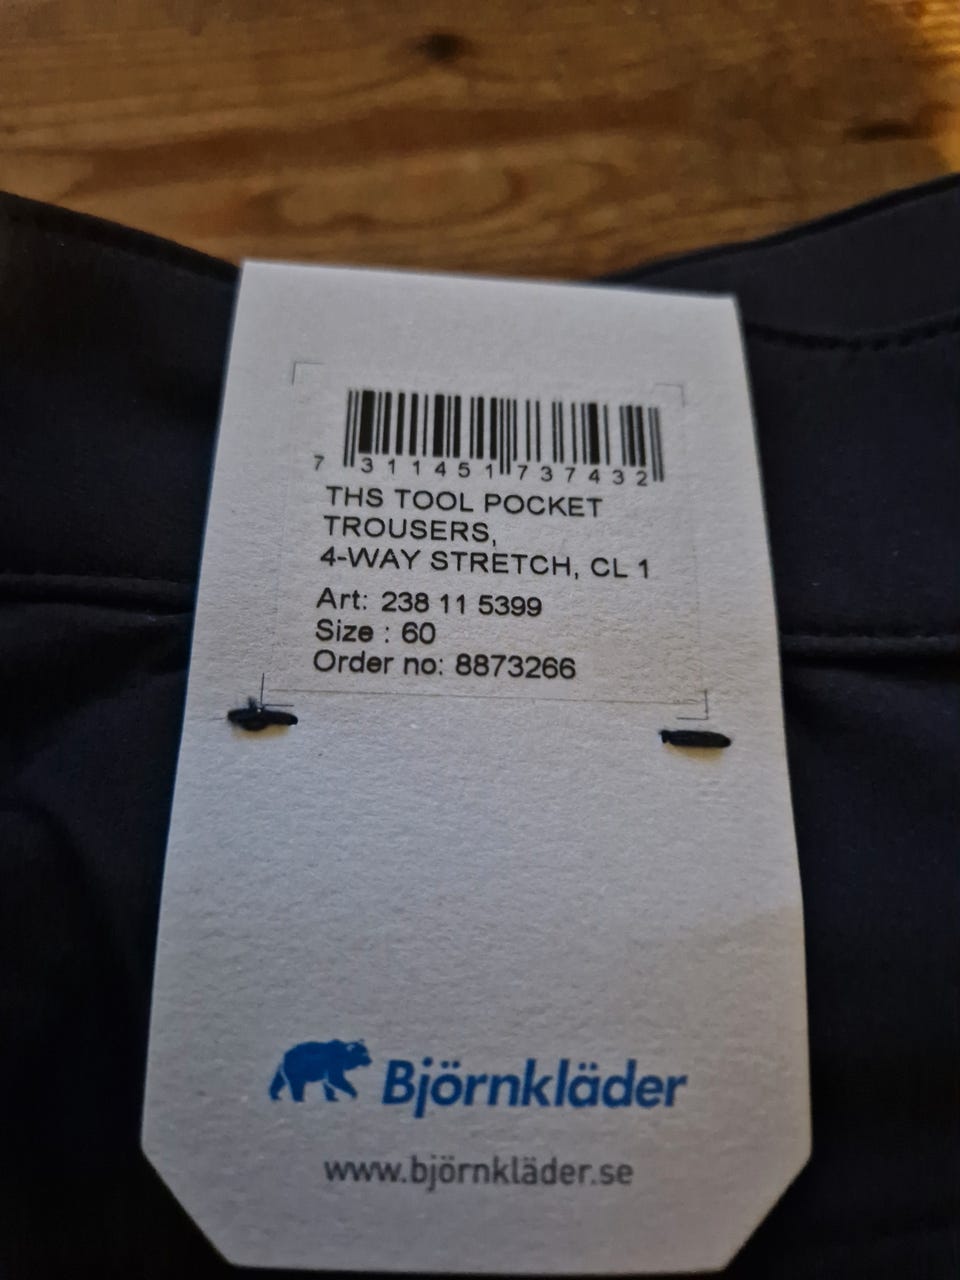 7 311451 737432
THS TOOL POCKET
TROUSERS,
4-WAY STRETCH, CL 1
Art: 238 11 5399
Size : 60
Order no: 8873266
Björnkläder
www.björnkläder.se